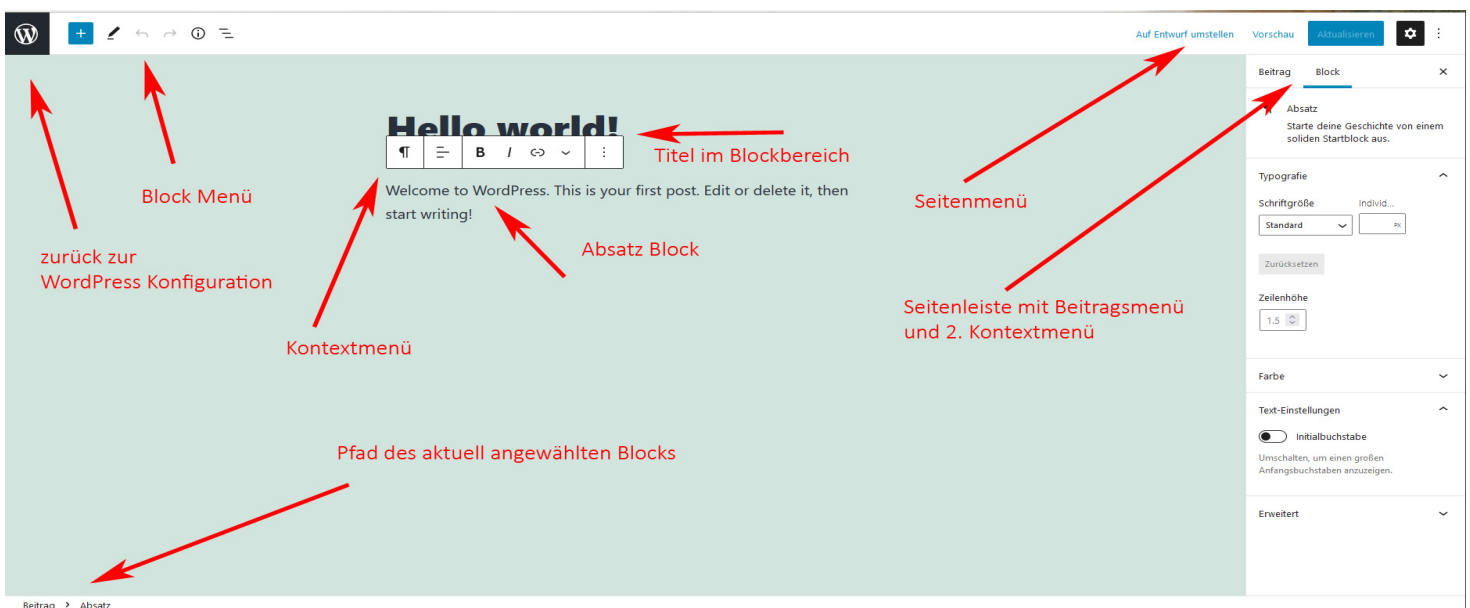 Auf Entwurf umstellen Vorschau Aktualisieren
Beitrag Block
Absatz
Starte deine Geschichte von einem
soliden Startblock aus.
Hello world!
B I
Titel im Blockbereich
Block Menü
Welcome to WordPress. This is your first post. Edit or delete it, then
start writing!
Seitenmenü
Absatz Block
zurück zur
WordPress Konfiguration
Kontextmenü
Seitenleiste mit Beitragsmenü
und 2. Kontextmenü
Typografie
Schriftgröße Individ...
Standard PX
Zurücksetzen
Zeilenhöhe
1.5
Farbe
Text-Einstellungen
Initialbuchstabe
Umschalten, um einen großen
Anfangsbuchstaben anzuzeigen.
Erweitert
Pfad des aktuell angewählten Blocks
Beitrag > Absatz